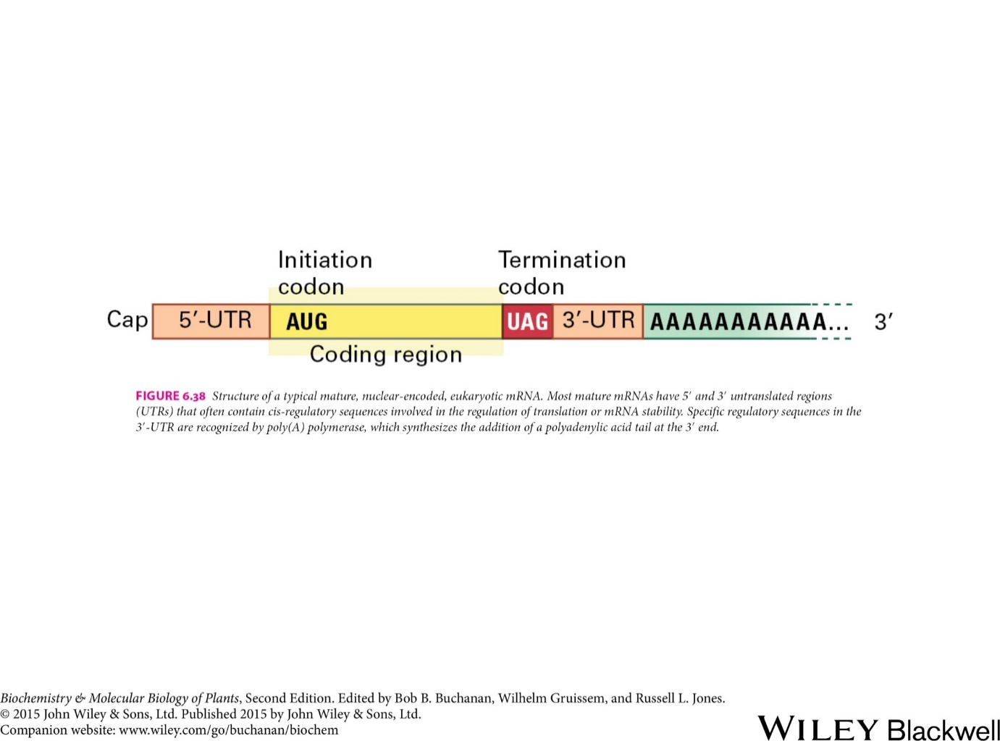 Initiation
codon
Termination
codon
Cap 5′-UTR AUG UAG 3′-UTR AAAAAAAAAAA... 3′
Coding region
FIGURE 6.38 Structure of a typical mature, nuclear-encoded, eukaryotic mRNA. Most mature mRNAs have 5′ and 3′ untranslated regions
(UTRs) that often contain cis-regulatory sequences involved in the regulation of translation or mRNA stability. Specific regulatory sequences in the
3′-UTR are recognized by poly(A) polymerase, which synthesizes the addition of a polyadenylic acid tail at the 3′ end.
Biochemistry & Molecular Biology of Plants, Second Edition. Edited by Bob B. Buchanan, Wilhelm Gruissem, and Russell L. Jones.
© 2015 John Wiley & Sons, Ltd. Published 2015 by John Wiley & Sons, Ltd.
Companion website: www.wiley.com/go/buchanan/biochem
WILEY Blackwell